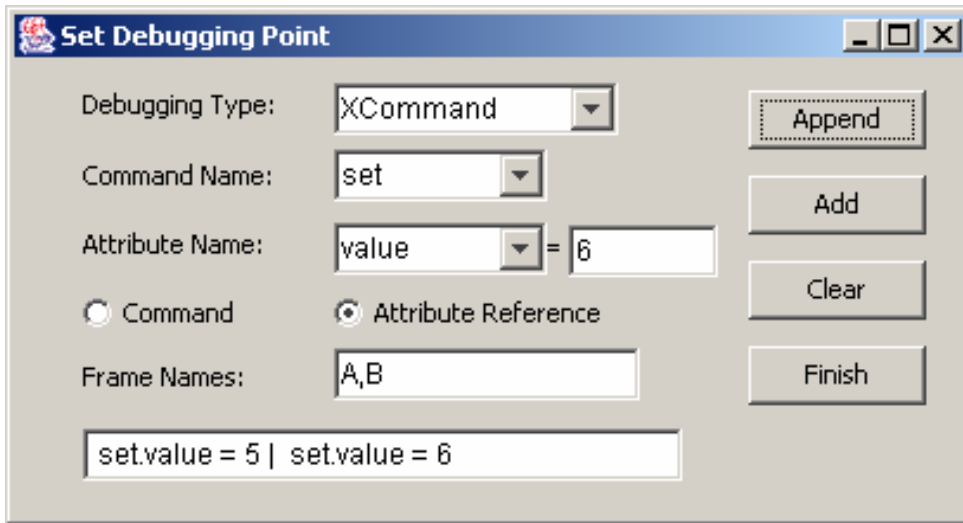 Set Debugging Point
Debugging Type: XCommand
Append
Command Name: set
Add
Attribute Name: value = 6
Clear
Command Attribute Reference
Frame Names: A,B
Finish
set.value = 5 | set.value = 6